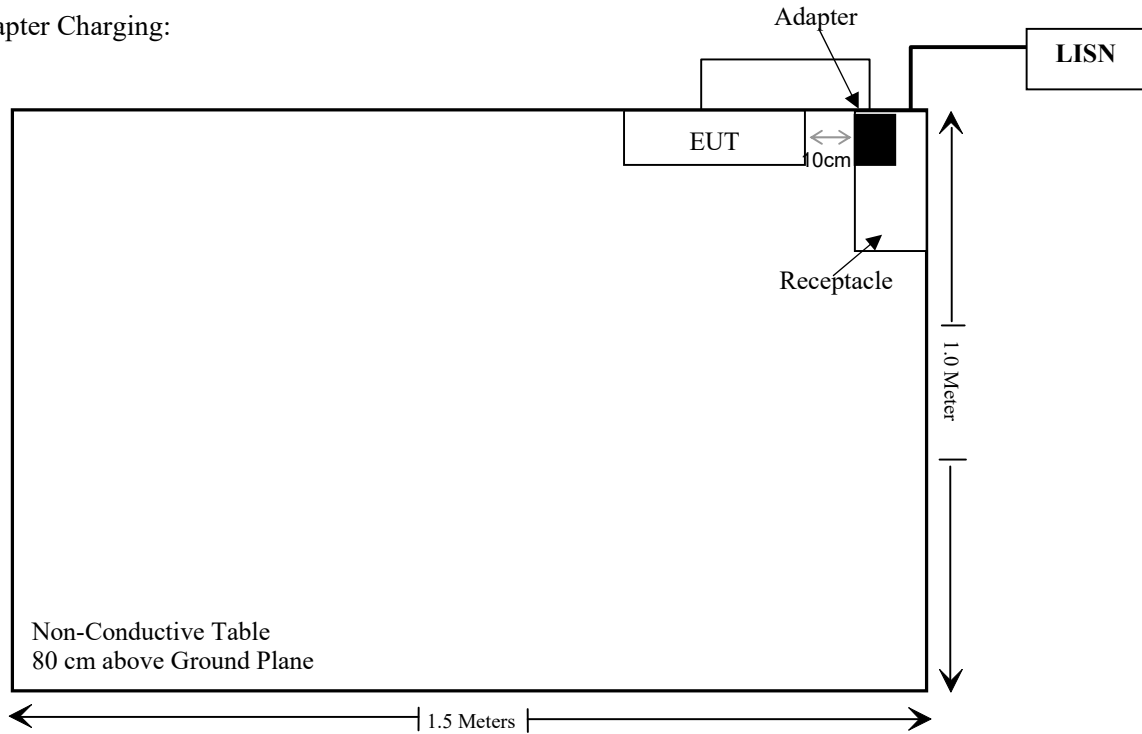 apter Charging:
Adapter
LISN
EUT
10cm
Receptacle
1.0 Meter
Non-Conductive Table
80 cm above Ground Plane
1.5 Meters